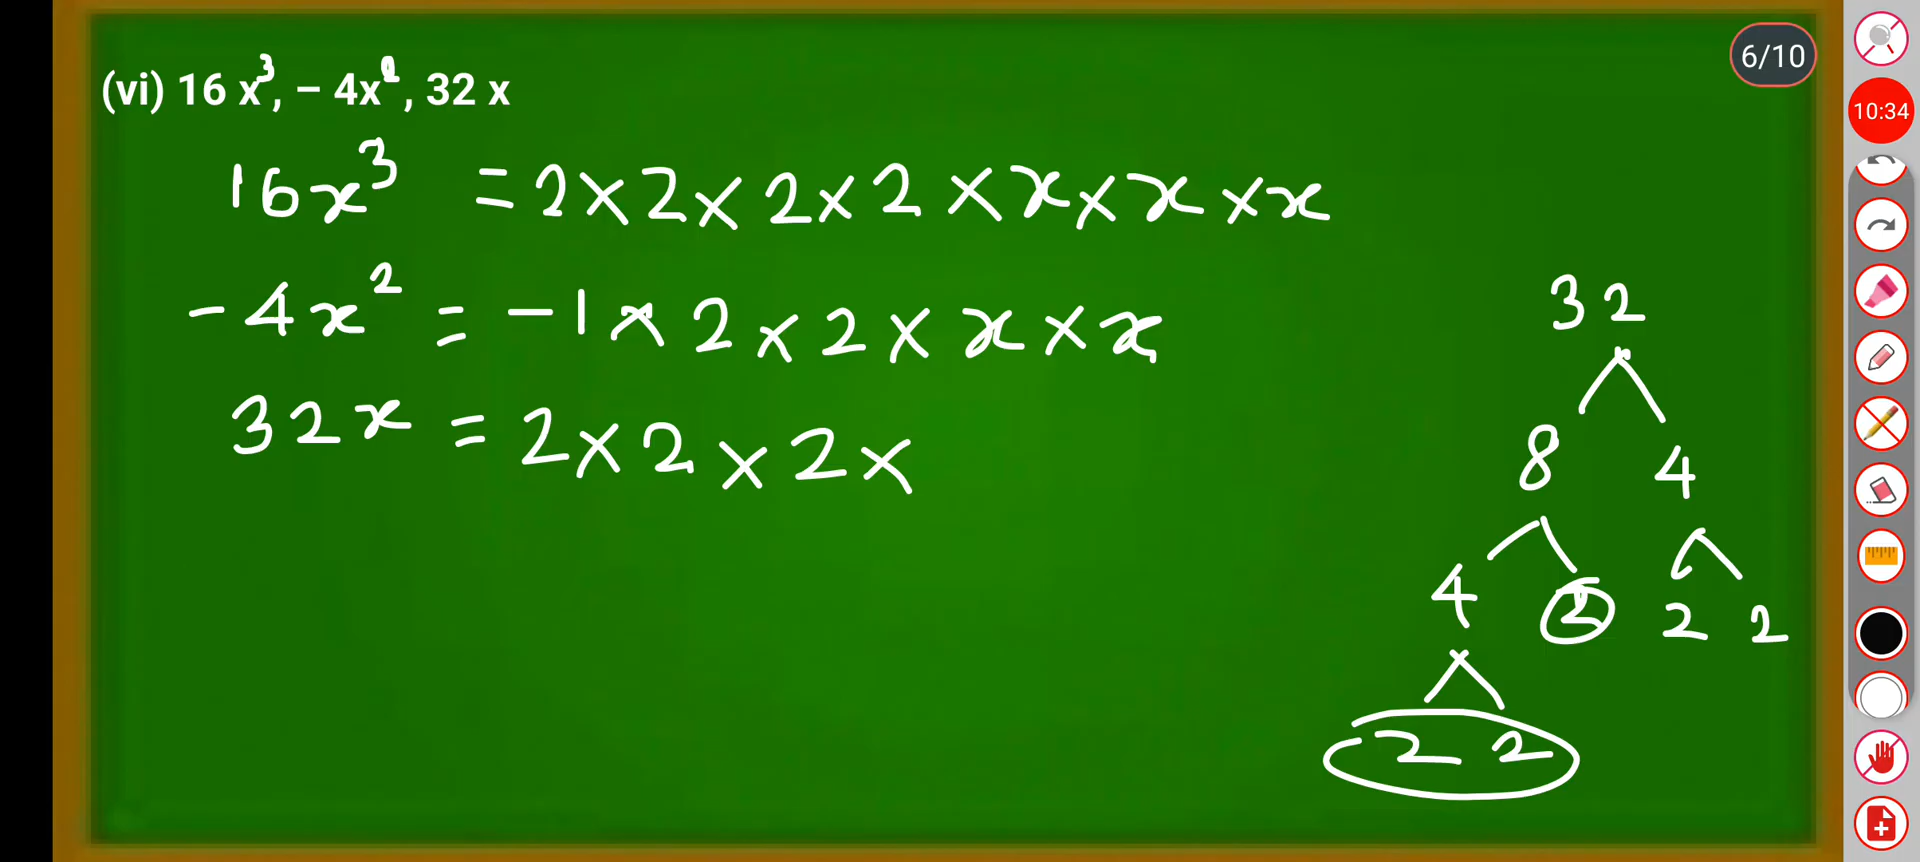 (vi) 16 x³, – 4x², 32 x
6/10
10:34
16x³ = 2 × 2 × 2 × 2 × x × x × x
-4x² = -1 × 2 × 2 × x × x
32x = 2 × 2 × 2 ×
32
8 4
4 2 2 2
2 2